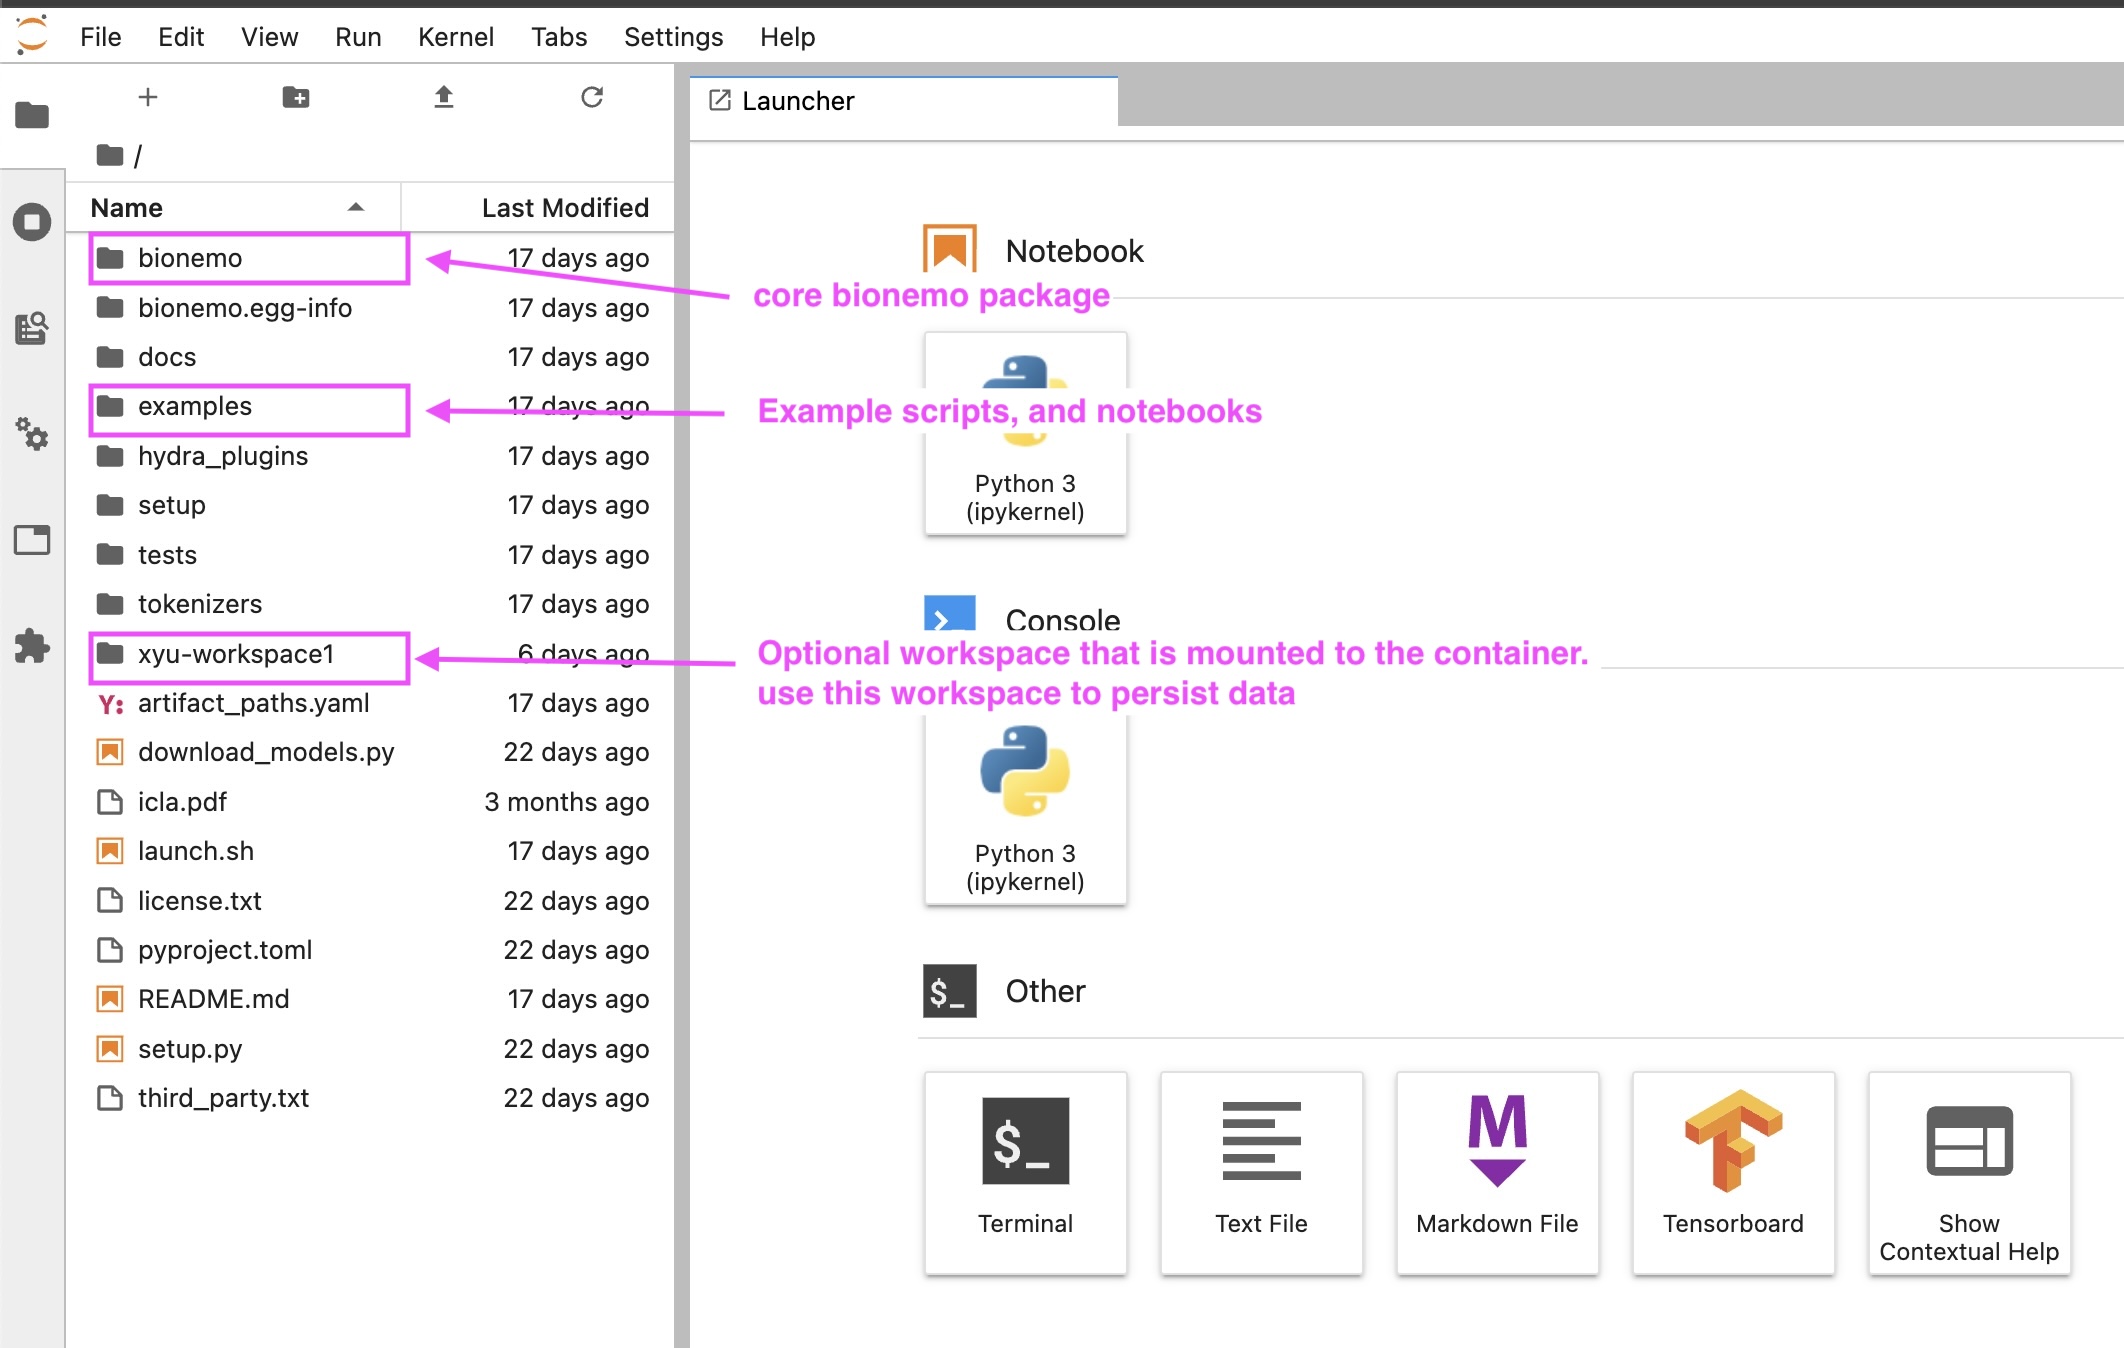 File Edit View Run Kernel Tabs Settings Help
Launcher
/
Name Last Modified
bionemo 17 days ago
bionemo.egg-info 17 days ago
docs 17 days ago
examples 17 days ago
hydra_plugins 17 days ago
setup 17 days ago
tests 17 days ago
tokenizers 17 days ago
xyu-workspace1 6 days ago
Y: artifact_paths.yaml 17 days ago
download_models.py 22 days ago
icla.pdf 3 months ago
launch.sh 17 days ago
license.txt 22 days ago
pyproject.toml 22 days ago
README.md 17 days ago
setup.py 22 days ago
third_party.txt 22 days ago
Notebook
core bionemo package
Example scripts, and notebooks
Python 3
(ipykernel)
Console
Optional workspace that is mounted to the container.
use this workspace to persist data
Python 3
(ipykernel)
$_ Other
$_
Terminal
Text File
M
Markdown File
Tensorboard
Show
Contextual Help